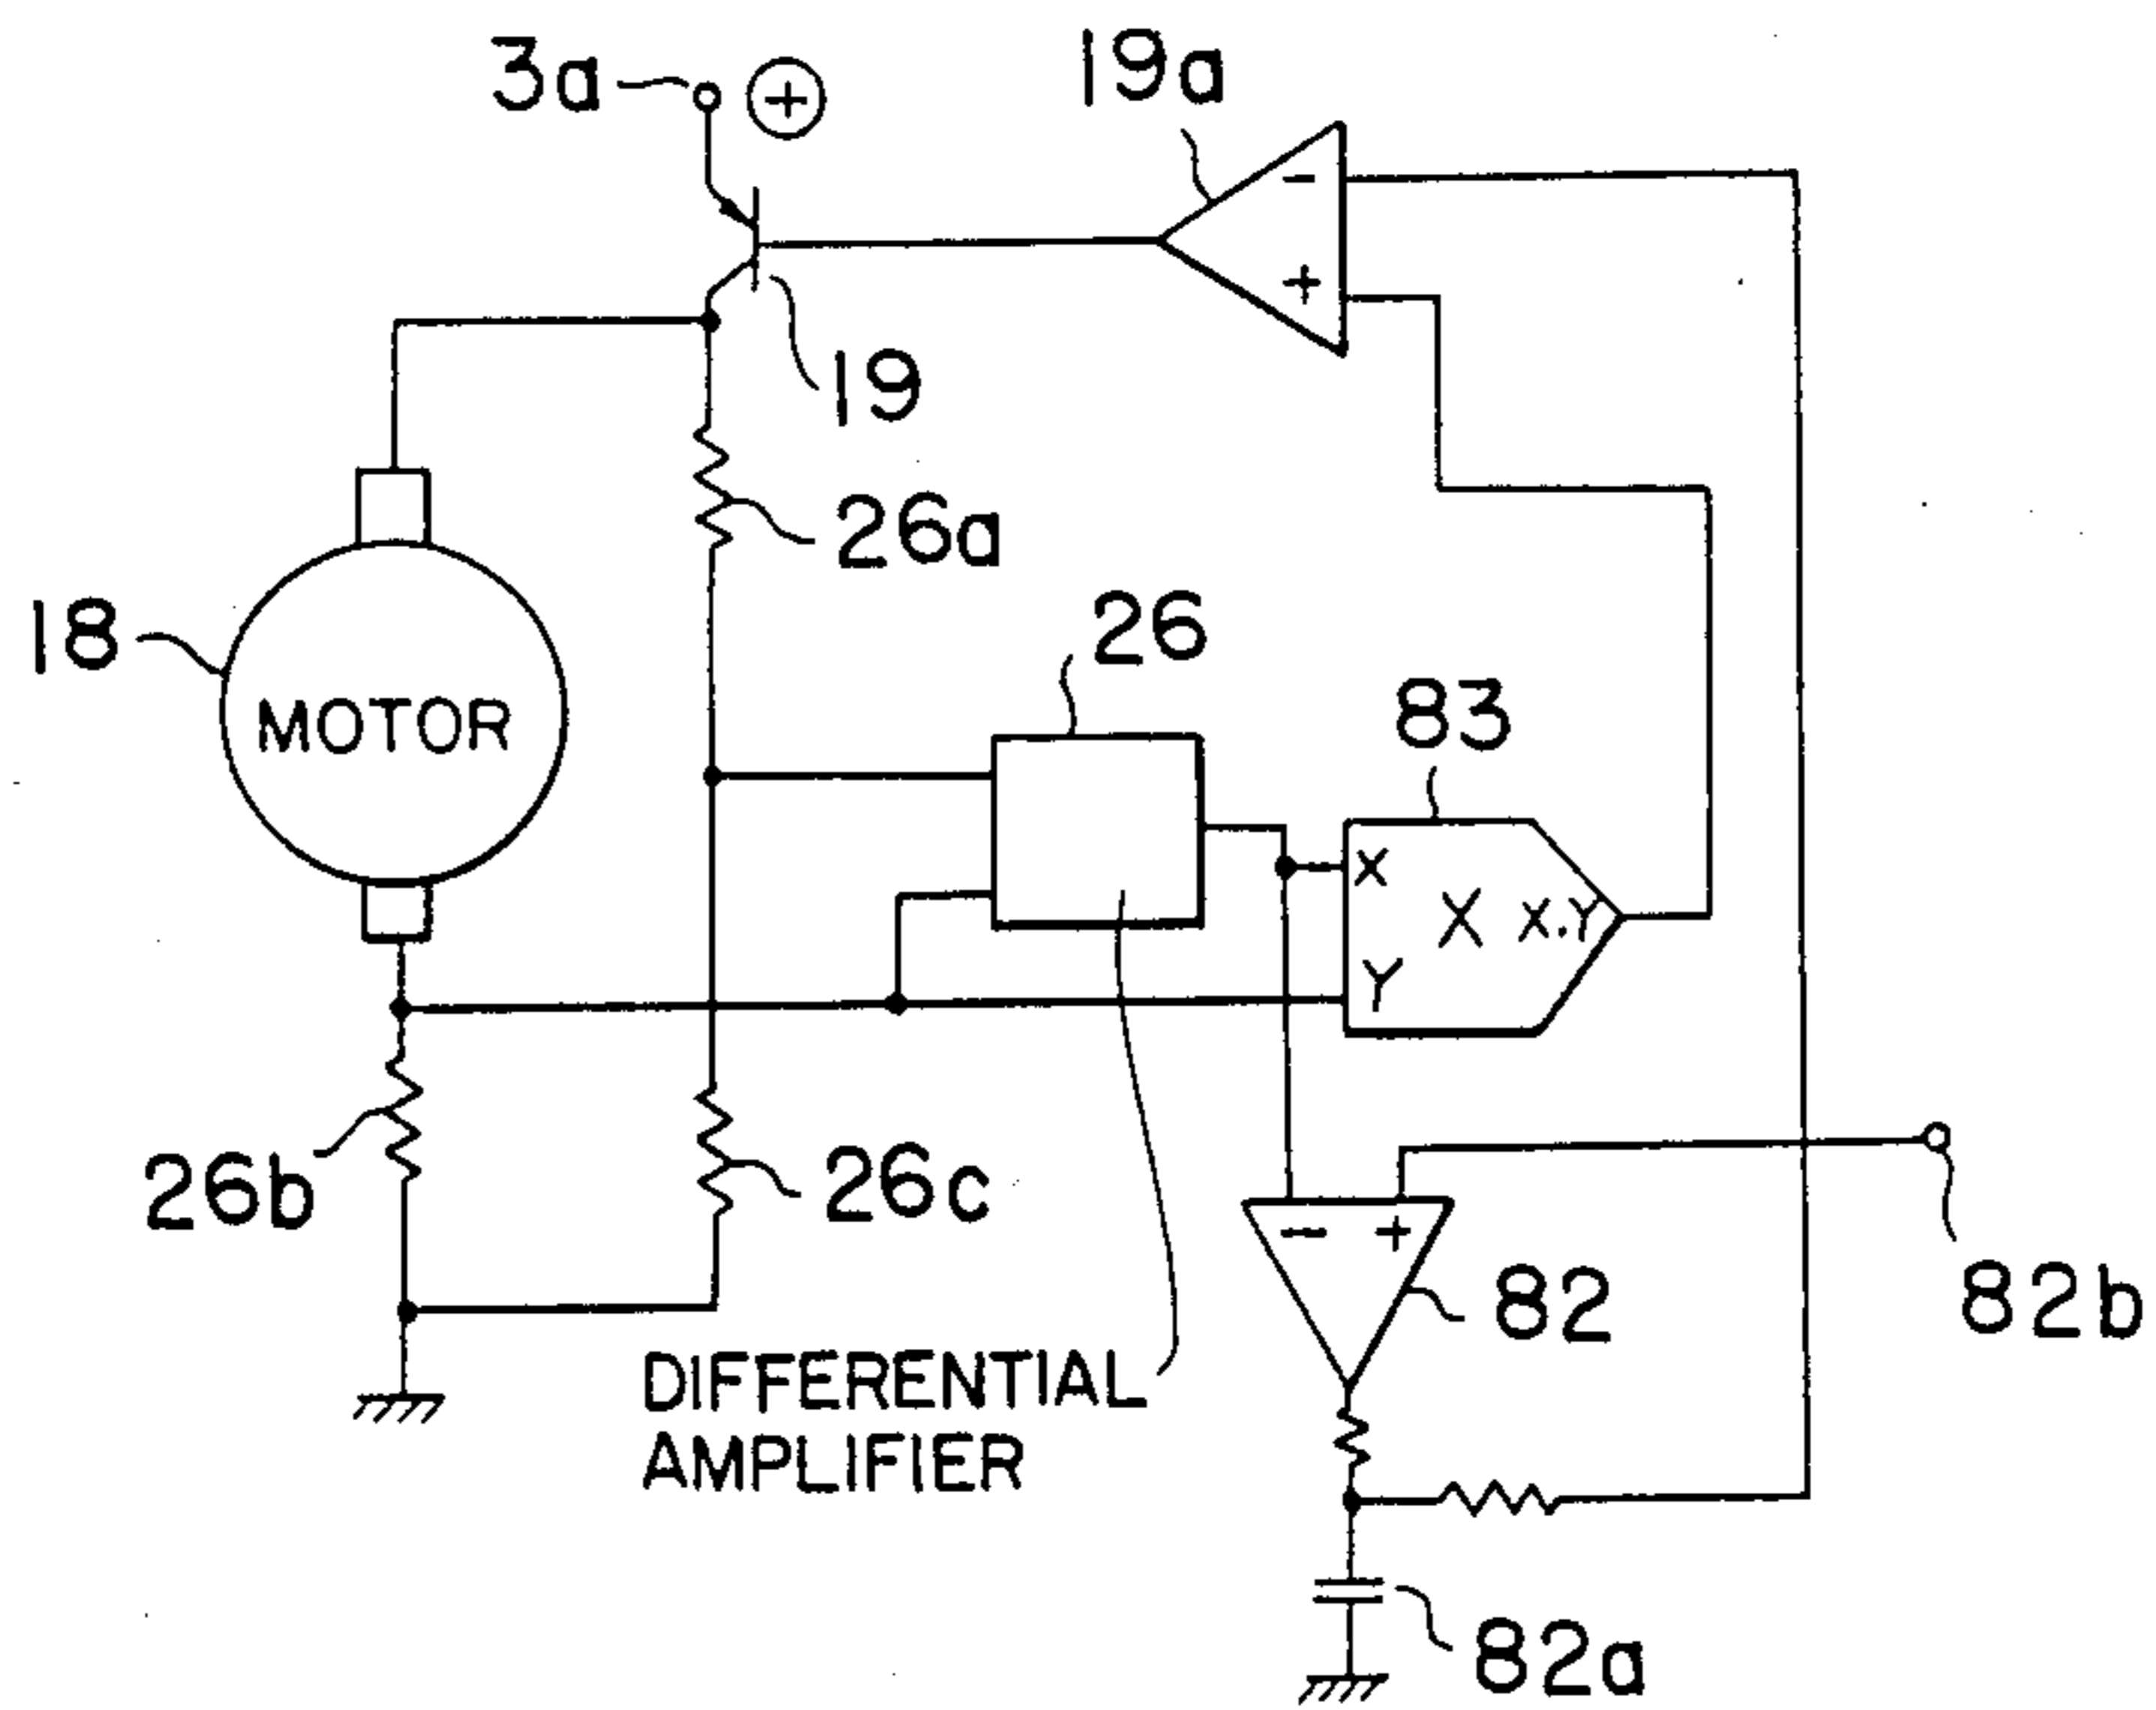 3a
+
19a
-
+
19
26a
18
MOTOR
26
83
X
X X.Y
Y
26b
26c
- +
82
82b
DIFFERENTIAL
AMPLIFIER
82a